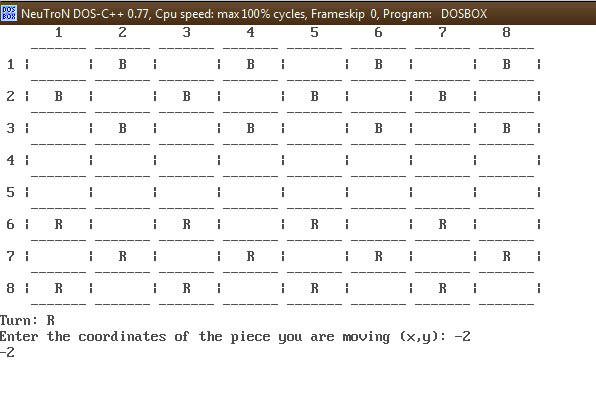 DOS BOX NeuTroN DOS-C++ 0.77, Cpu speed: max 100% cycles, Frameskip 0, Program: DOSBOX
1 2 3 4 5 6 7 8
1 ¦ ¦ B ¦ ¦ B ¦ ¦ B ¦ ¦ B ¦
2 ¦ B ¦ ¦ B ¦ ¦ B ¦ ¦ B ¦ ¦
3 ¦ ¦ B ¦ ¦ B ¦ ¦ B ¦ ¦ B ¦
4 ¦ ¦ ¦ ¦ ¦ ¦ ¦ ¦ ¦
5 ¦ ¦ ¦ ¦ ¦ ¦ ¦ ¦ ¦
6 ¦ R ¦ ¦ R ¦ ¦ R ¦ ¦ R ¦ ¦
7 ¦ ¦ R ¦ ¦ R ¦ ¦ R ¦ ¦ R ¦
8 ¦ R ¦ ¦ R ¦ ¦ R ¦ ¦ R ¦ ¦
Turn: R
Enter the coordinates of the piece you are moving (x,y): -2
-2